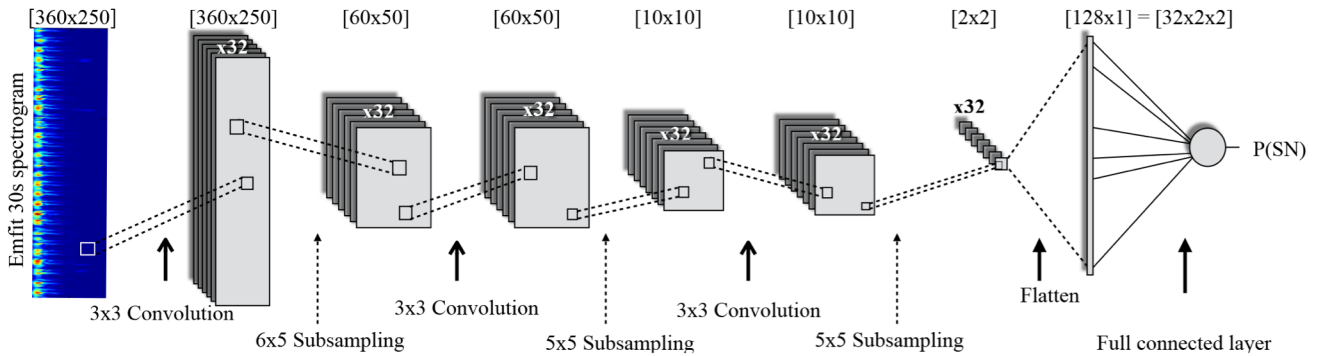 [360x250]
[360x250]
[60x50]
[60x50]
[10x10]
[10x10]
[2x2]
[128x1] = [32x2x2]
Emfit 30s spectrogram
x32
x32
x32
x32
x32
x32
P(SN)
3x3 Convolution
6x5 Subsampling
3x3 Convolution
5x5 Subsampling
3x3 Convolution
5x5 Subsampling
Flatten
Full connected layer